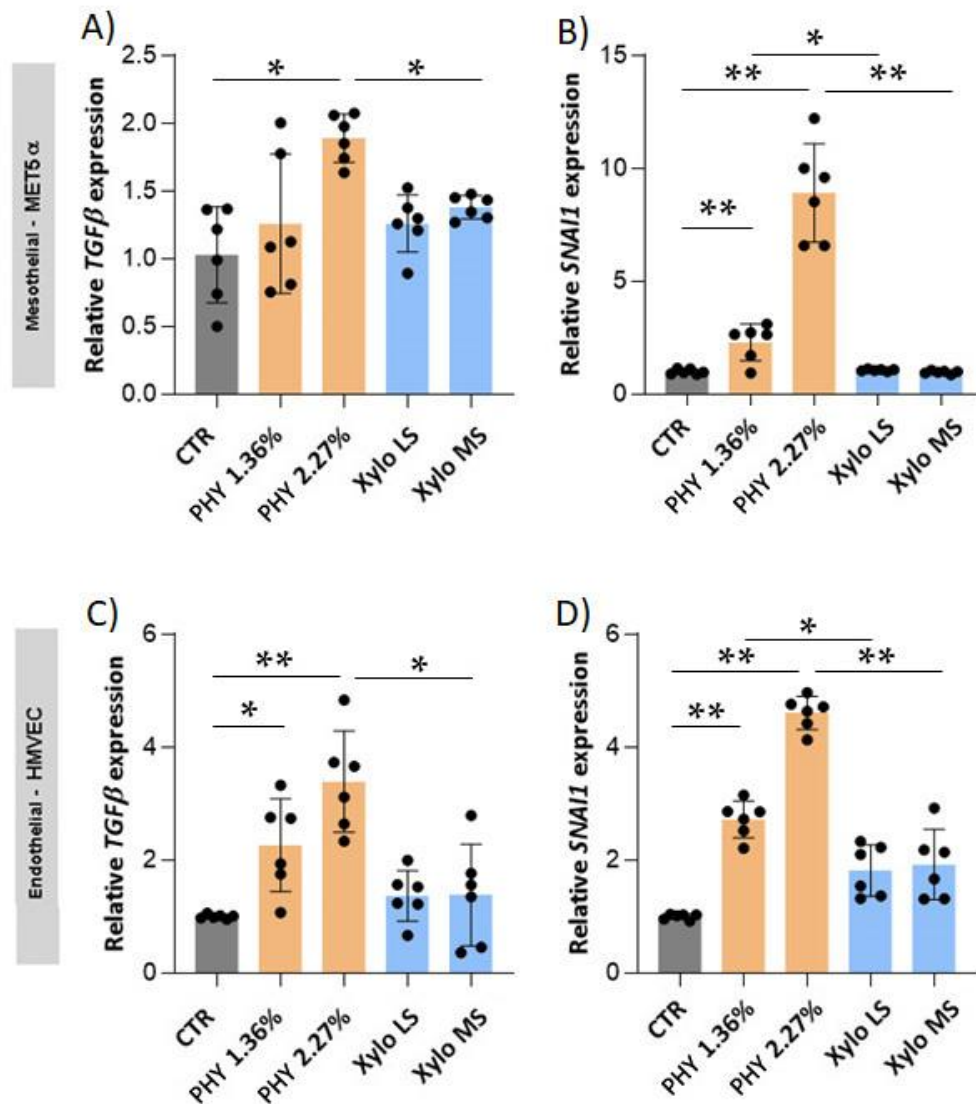 A)
B)
Mesothelial - MET5α
Relative TGFβ expression
2.5
2.0
1.5
1.0
0.5
0.0
*
*
CTR
PHY 1.36%
PHY 2.27%
Xylo LS
Xylo MS
Relative SNAI1 expression
15
10
5
0
*
**
**
**
CTR
PHY 1.36%
PHY 2.27%
Xylo LS
Xylo MS
C)
D)
Endothelial - HMVEC
Relative TGFβ expression
6
4
2
0
**
*
*
CTR
PHY 1.36%
PHY 2.27%
Xylo LS
Xylo MS
Relative SNAI1 expression
6
4
2
0
*
**
**
**
CTR
PHY 1.36%
PHY 2.27%
Xylo LS
Xylo MS